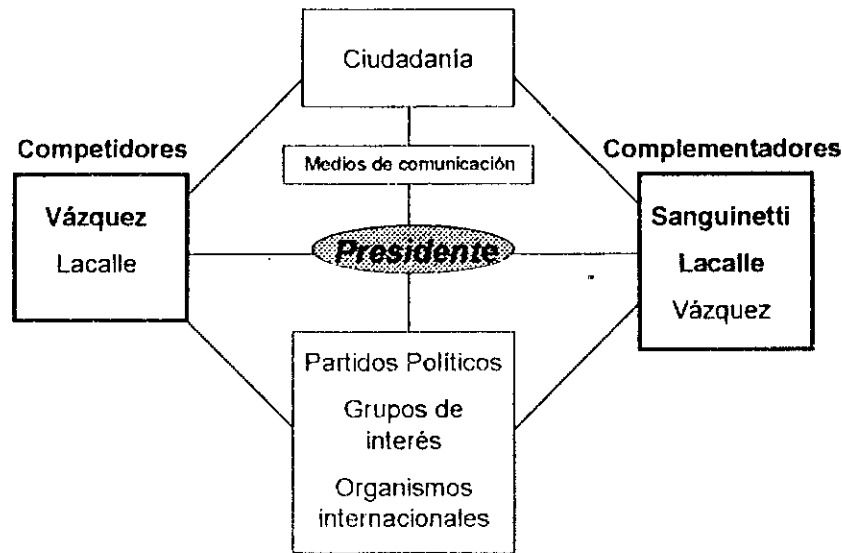 Ciudadanía
Medios de comunicación
Competidores
Vázquez
Lacalle
Presidente
Complementadores
Sanguinetti
Lacalle
Vázquez
Partidos Políticos
Grupos de
interés
Organismos
internacionales